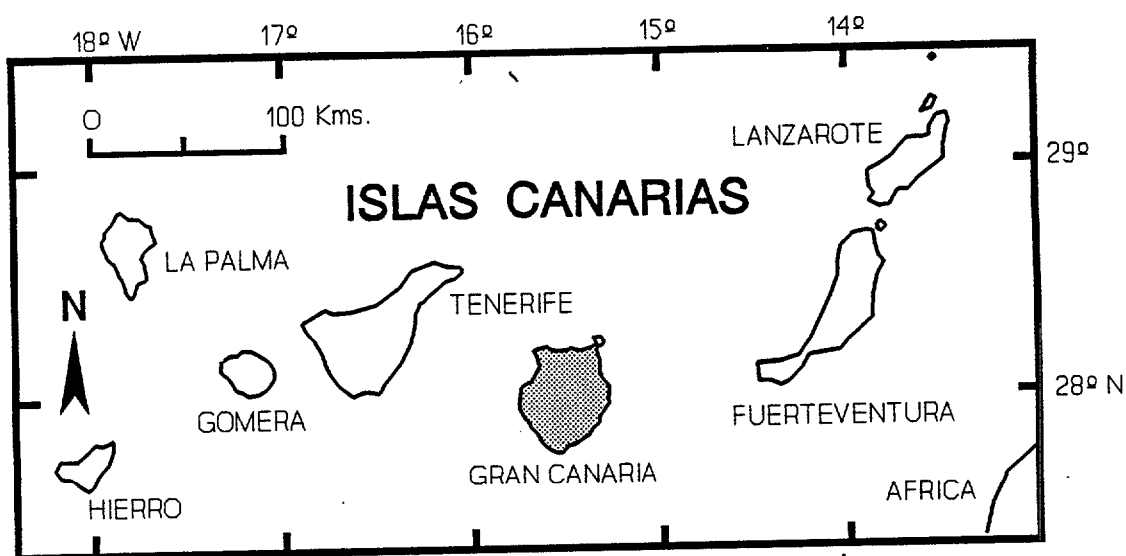 18º W 17º 16º 15º 14º
0 100 Kms.
LANZAROTE
29º
ISLAS CANARIAS
LA PALMA
N
TENERIFE
28º N
GOMERA
FUERTEVENTURA
GRAN CANARIA
AFRICA
HIERRO